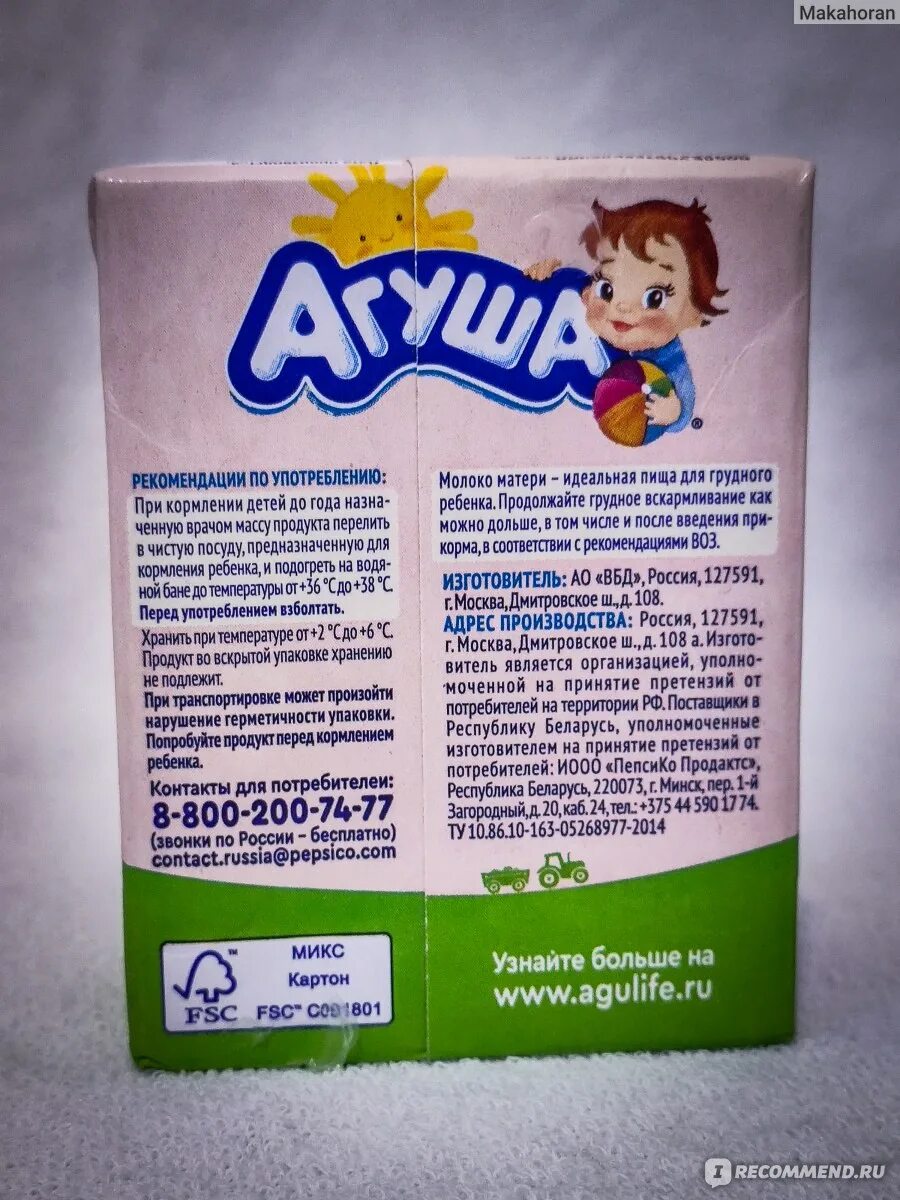 Makahoran
Агуша
РЕКОМЕНДАЦИИ ПО УПОТРЕБЛЕНИЮ:
При кормлении детей до года назна-
ченную врачом массу продукта перелить
в чистую посуду, предназначенную для
кормления ребенка, и подогреть на водя-
ной бане до температуры от +36 °С до +38 °С.
Перед употреблением взболтать.
Хранить при температуре от +2 °С до +6 °С.
Продукт во вскрытой упаковке хранению
не подлежит.
При транспортировке может произойти
нарушение герметичности упаковки.
Попробуйте продукт перед кормлением
ребенка.
Контакты для потребителей:
8-800-200-74-77
(звонки по России – бесплатно)
contact.russia@pepsico.com
Молоко матери – идеальная пища для грудного
ребенка. Продолжайте грудное вскармливание как
можно дольше, в том числе и после введения при-
корма, в соответствии с рекомендациями ВОЗ.
ИЗГОТОВИТЕЛЬ: АО «ВБД», Россия, 127591,
г. Москва, Дмитровское ш., д. 108.
АДРЕС ПРОИЗВОДСТВА: Россия, 127591,
г. Москва, Дмитровское ш., д. 108 а. Изгото-
витель является организацией, уполно-
моченной на принятие претензий от
потребителей на территории РФ. Поставщики в
Республику Беларусь, уполномоченные
изготовителем на принятие претензий от
потребителей: ИООО «ПепсиКо Продактс»,
Республика Беларусь, 220073, г. Минск, пер. 1-й
Загородный, д. 20, каб. 24, тел.: +375 44 590 17 74.
ТУ 10.86.10-163-05268977-2014
FSC™
МИКС
Картон
FSC™ C081801
Узнайте больше на
www.agulife.ru
IRECOMMEND.RU